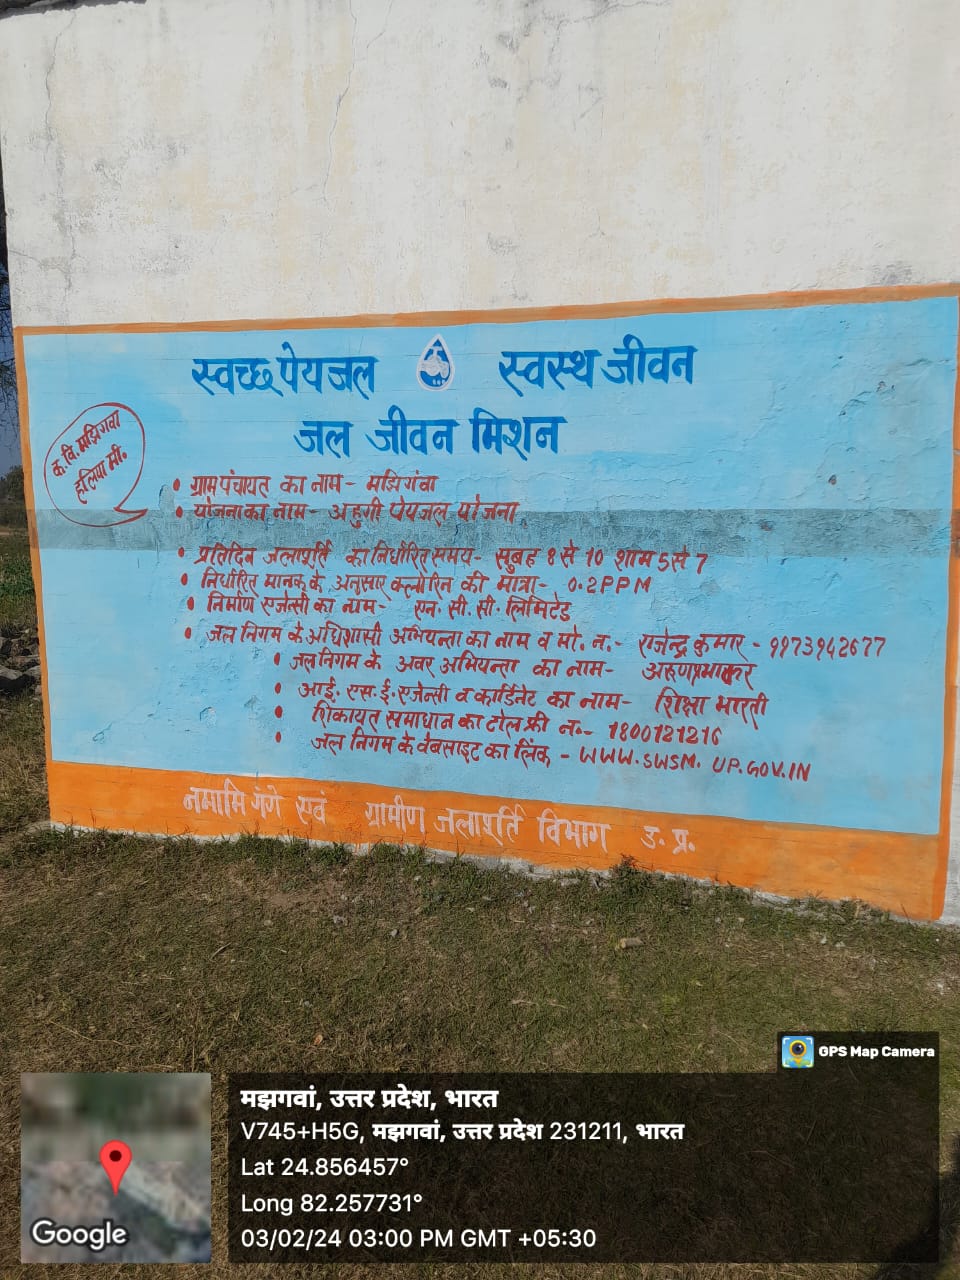 स्वच्छ पेयजल स्वस्थ जीवन
जल जीवन मिशन
क.वि. मझिगवा
हलिया मी.
• ग्राम पंचायत का नाम- मझिगंवा
• योजना का नाम- अहुगी पेयजल योजना
• प्रतिदिन जलापूर्ति का निर्धारित समय- सुबह 8 से 10 शाम 5 से 7
• निर्धारित मानक के अनुसार क्लोरिन की मात्रा- 0.2PPM
• निर्माण एजेन्सी का नाम- एन. सी. सी. लिमिटेड
• जल निगम के अधिशासी अभियन्ता का नाम व मो. न.- राजेन्द्र कुमार -
• जल निगम के अवर अभियन्ता का नाम- अरूण प्रभाकर
• आई. एस. ई. एजेन्सी व कार्डिनेट का नाम- शिक्षा भारती
• शिकायत समाधान का टोल फ्री न.- 1800121216
• जल निगम के वेबसाइट का लिंक - WWW.SWSM. UP.GOV.IN
नमामि गंगे एवं ग्रामीण जलापूर्ति विभाग उ. प्र.
GPS Map Camera
मझगवां, उत्तर प्रदेश, भारत
V745+H5G, मझगवां, उत्तर प्रदेश 231211, भारत
Lat 24.856457°
Long 82.257731°
03/02/24 03:00 PM GMT +05:30
Google